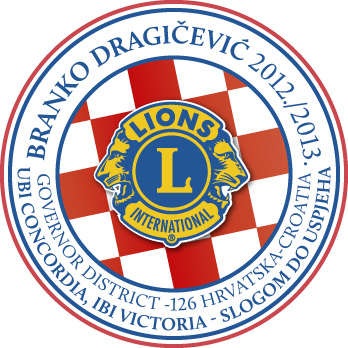 BRANKO DRAGIČEVIĆ 2012./2013.
GOVERNOR DISTRICT -126 HRVATSKA-CROATIA
UBI CONCORDIA, IBI VICTORIA - SLOGOM DO USPJEHA
LIONS
L
INTERNATIONAL
®